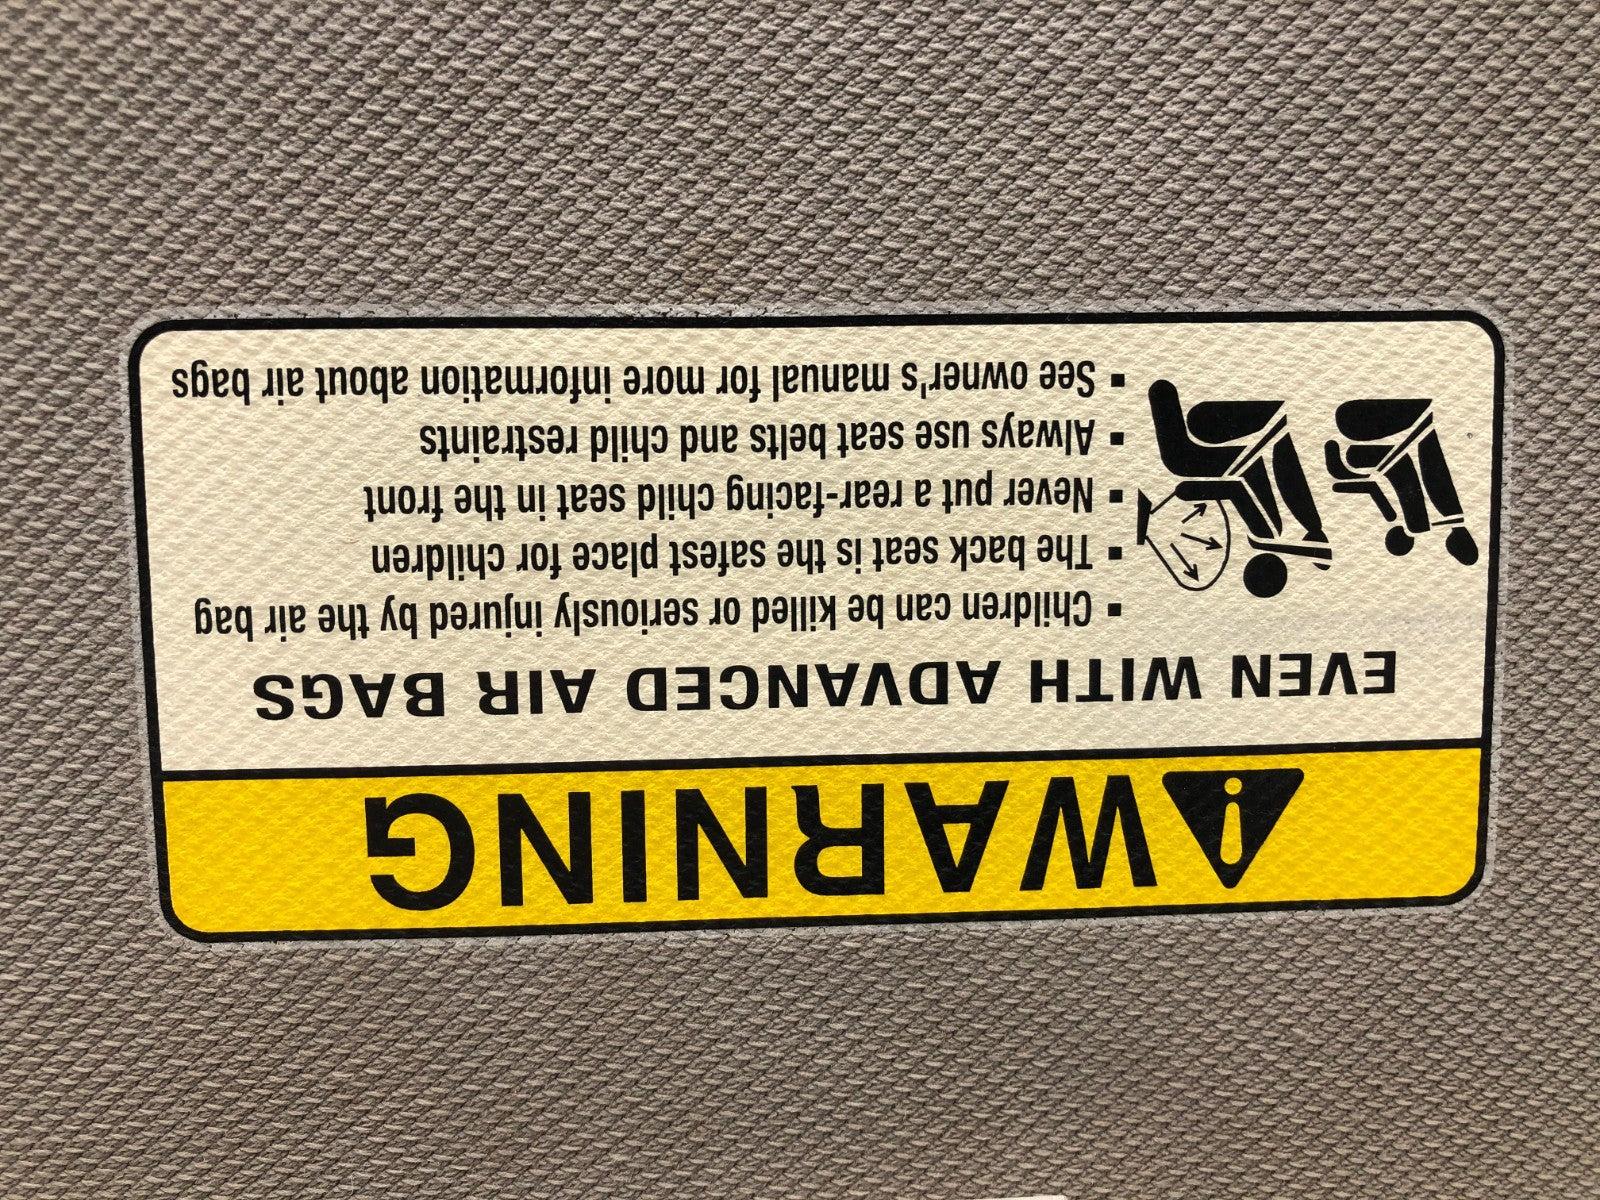 WARNING
EVEN WITH ADVANCED AIR BAGS
▪ Children can be killed or seriously injured by the air bag
▪ The back seat is the safest place for children
▪ Never put a rear-facing child seat in the front
▪ Always use seat belts and child restraints
▪ See owner's manual for more information about air bags